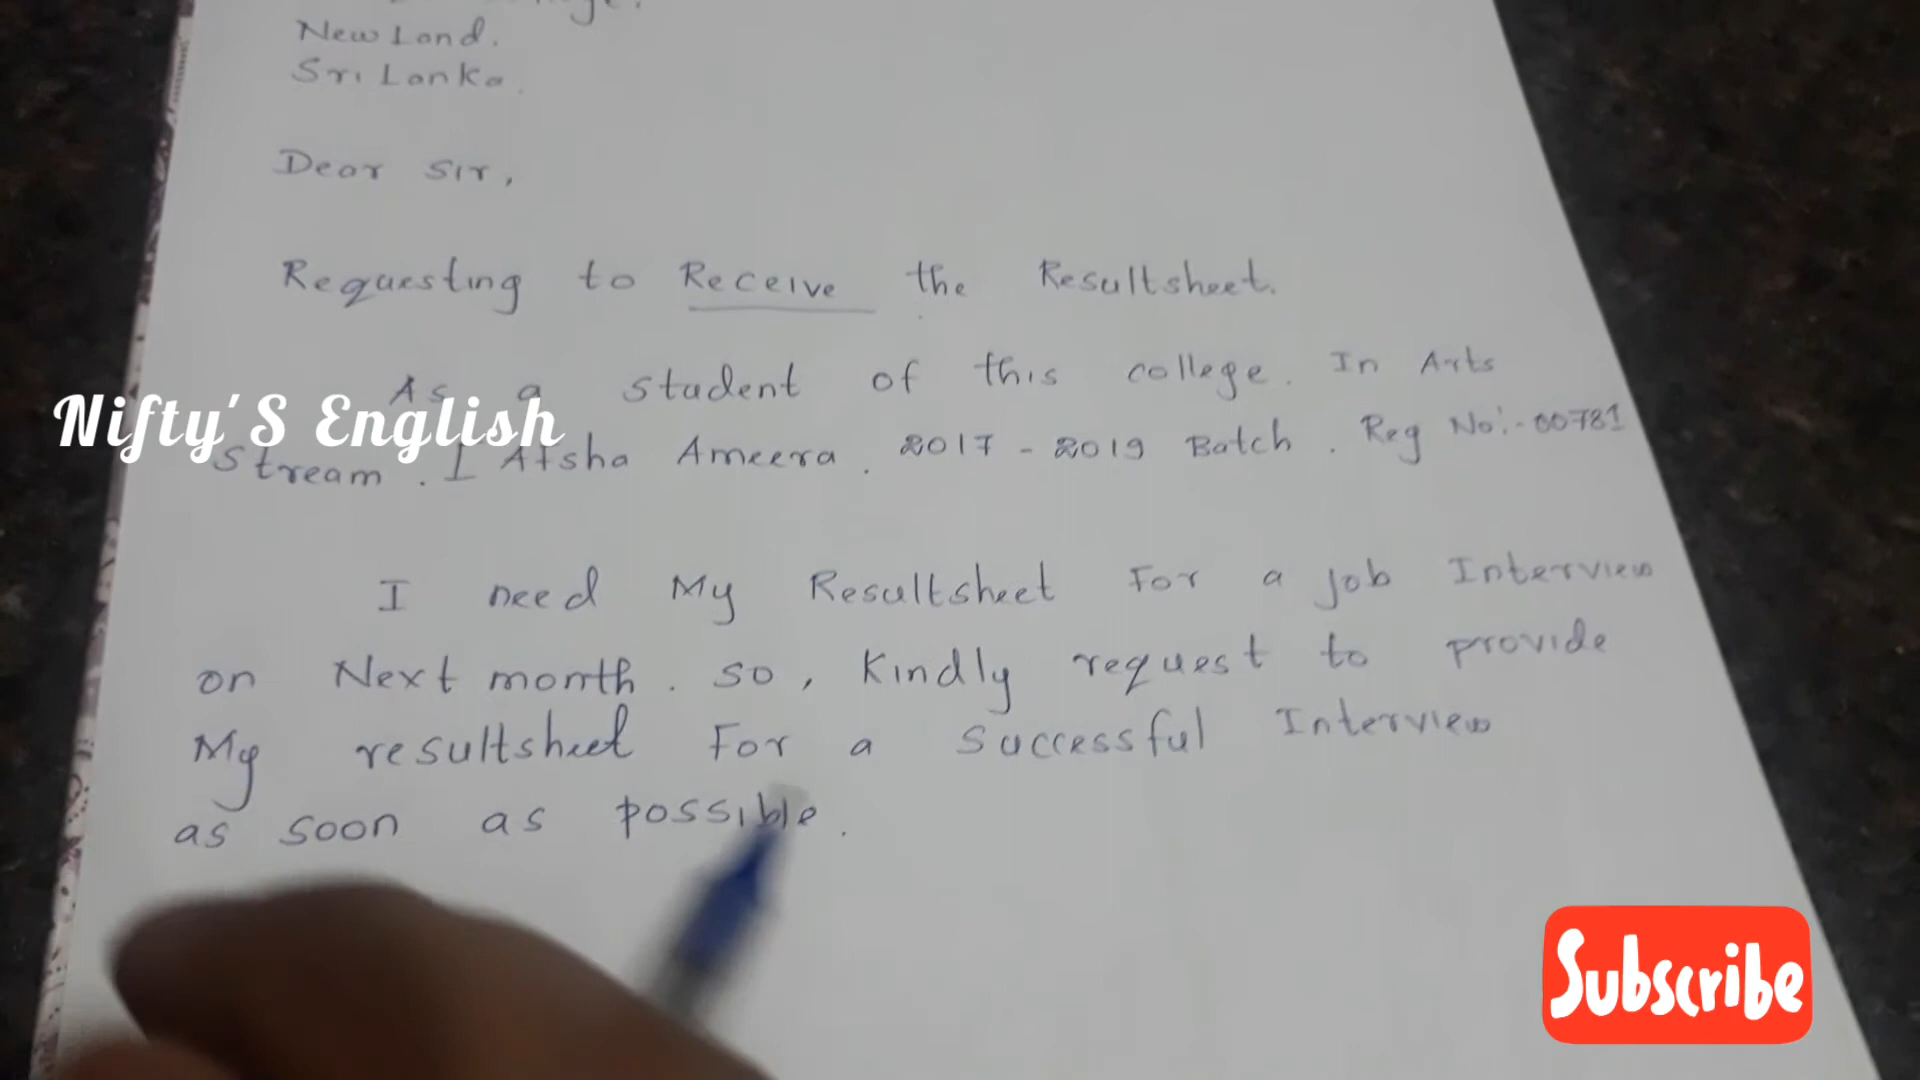 New Land.
Sri Lanka.
Dear Sir,
Requesting to Receive the Resultsheet.
As a student of this college. In Arts
Nifty'S English
Stream. I Afsha Ameera. 2017 - 2019 Batch. Reg No:- 00781
I need My Resultsheet For a job Interview
on Next month. so, Kindly request to provide
My resultsheet For a Successful Interview
as soon as possible.
Subscribe